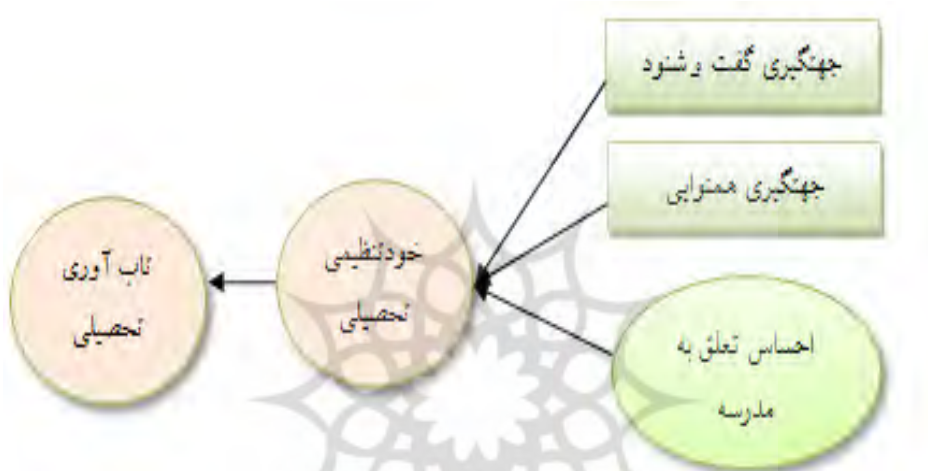 جهتگیری گفت و شنود
جهتگیری همنوایی
احساس تعلق به
مدرسه
خودتنظیمی
تحصیلی
تاب آوری
تحصیلی